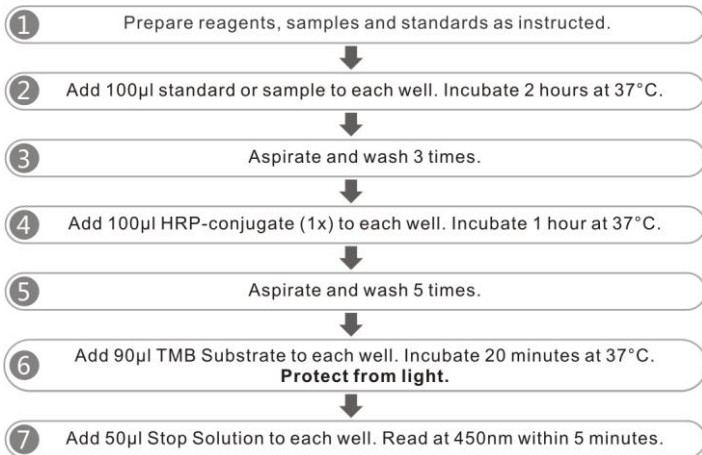 1 Prepare reagents, samples and standards as instructed.
2 Add 100μl standard or sample to each well. Incubate 2 hours at 37°C.
3 Aspirate and wash 3 times.
4 Add 100μl HRP-conjugate (1x) to each well. Incubate 1 hour at 37°C.
5 Aspirate and wash 5 times.
6 Add 90μl TMB Substrate to each well. Incubate 20 minutes at 37°C.
Protect from light.
7 Add 50μl Stop Solution to each well. Read at 450nm within 5 minutes.